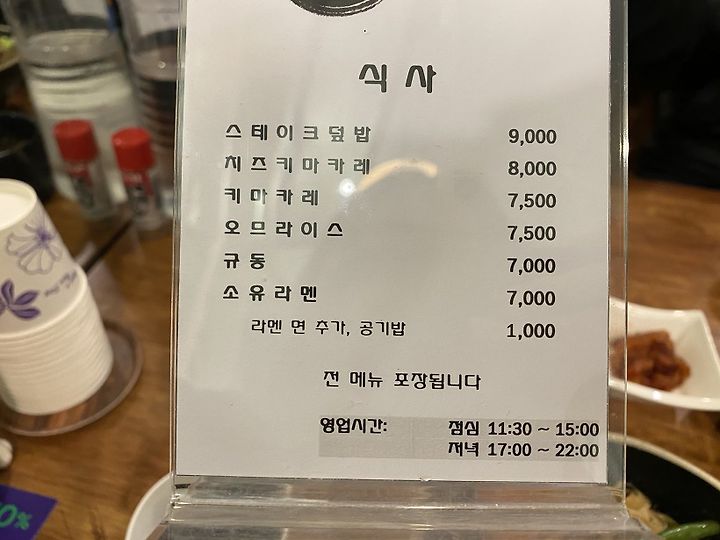 식사
스테이크덮밥 9,000
치즈키마카레 8,000
키마카레 7,500
오므라이스 7,500
규동 7,000
소유라멘 7,000
라멘 면 추가, 공기밥 1,000
전 메뉴 포장됩니다
영업시간: 점심 11:30 ~ 15:00
저녁 17:00 ~ 22:00
0%